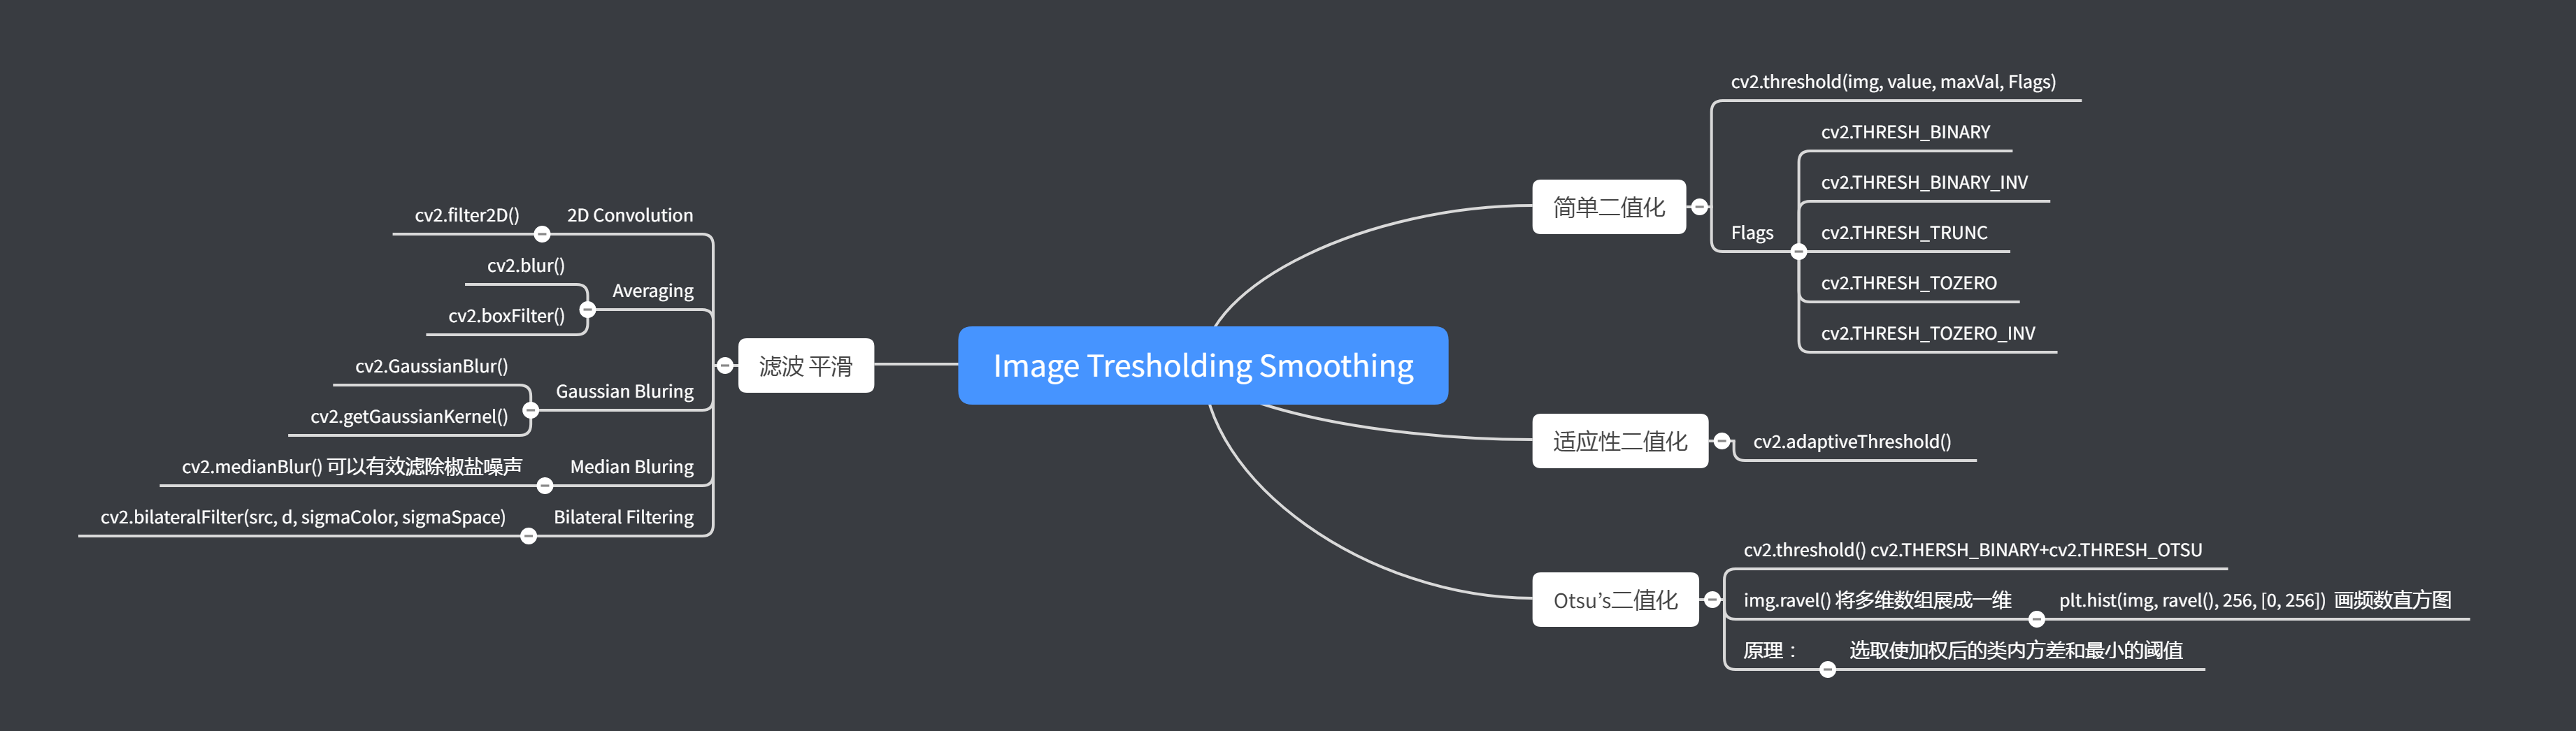 Image Tresholding Smoothing
简单二值化
cv2.threshold(img, value, maxVal, Flags)
Flags
cv2.THRESH_BINARY
cv2.THRESH_BINARY_INV
cv2.THRESH_TRUNC
cv2.THRESH_TOZERO
cv2.THRESH_TOZERO_INV
适应性二值化
cv2.adaptiveThreshold()
Otsu’s二值化
cv2.threshold() cv2.THERSH_BINARY+cv2.THRESH_OTSU
img.ravel() 将多维数组展成一维
plt.hist(img, ravel(), 256, [0, 256]) 画频数直方图
原理：
选取使加权后的类内方差和最小的阈值
滤波 平滑
2D Convolution
cv2.filter2D()
Averaging
cv2.blur()
cv2.boxFilter()
Gaussian Bluring
cv2.GaussianBlur()
cv2.getGaussianKernel()
Median Bluring
cv2.medianBlur() 可以有效滤除椒盐噪声
Bilateral Filtering
cv2.bilateralFilter(src, d, sigmaColor, sigmaSpace)